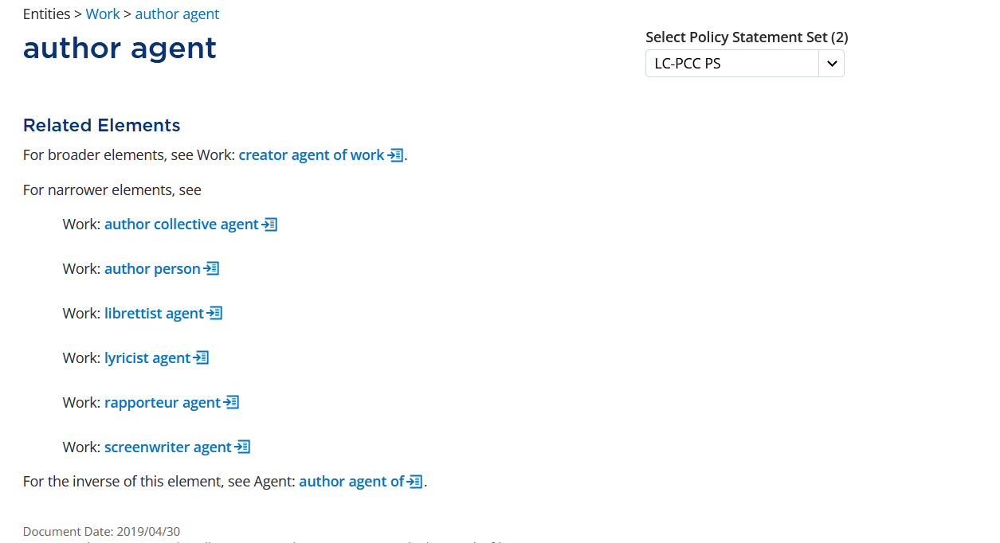 Entities > Work > author agent
author agent
Select Policy Statement Set (2)
LC-PCC PS
Related Elements
For broader elements, see Work: creator agent of work.
For narrower elements, see
Work: author collective agent
Work: author person
Work: librettist agent
Work: lyricist agent
Work: rapporteur agent
Work: screenwriter agent
For the inverse of this element, see Agent: author agent of.
Document Date: 2019/04/30